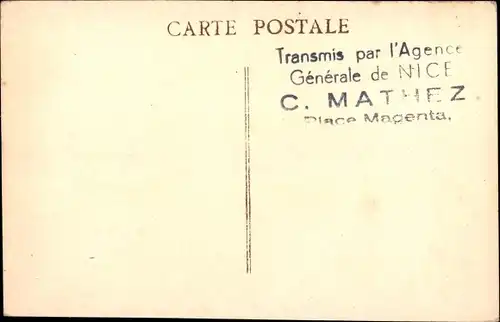 CARTE POSTALE
Transmis par l'Agence
Générale de NICE
C. MATHEZ
Place Magenta,